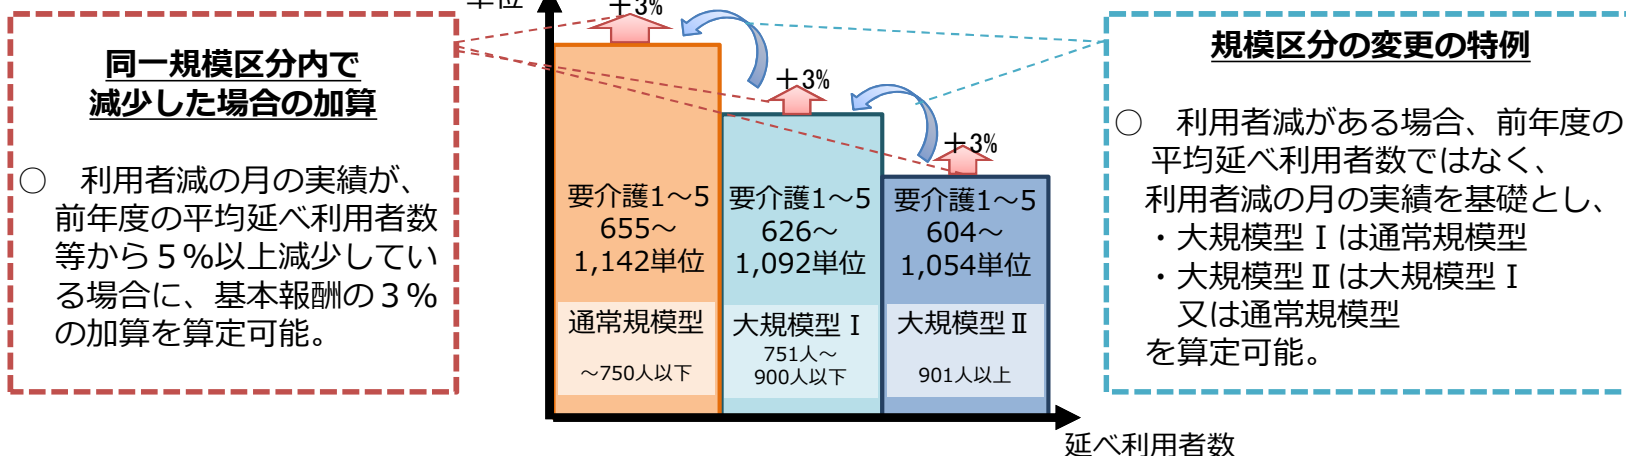 同一規模区分内で
減少した場合の加算
○　利用者減の月の実績が、
前年度の平均延べ利用者数
等から５%以上減少してい
る場合に、基本報酬の３%
の加算を算定可能。
単位
＋3%
＋3%
＋3%
要介護1～5
655～
1,142単位
通常規模型
～750人以下
要介護1～5
626～
1,092単位
大規模型Ⅰ
751人～
900人以下
要介護1～5
604～
1,054単位
大規模型Ⅱ
901人以上
延べ利用者数
規模区分の変更の特例
○　利用者減がある場合、前年度の
平均延べ利用者数ではなく、
利用者減の月の実績を基礎とし、
・大規模型Ⅰは通常規模型
・大規模型Ⅱは大規模型Ⅰ
又は通常規模型
を算定可能。